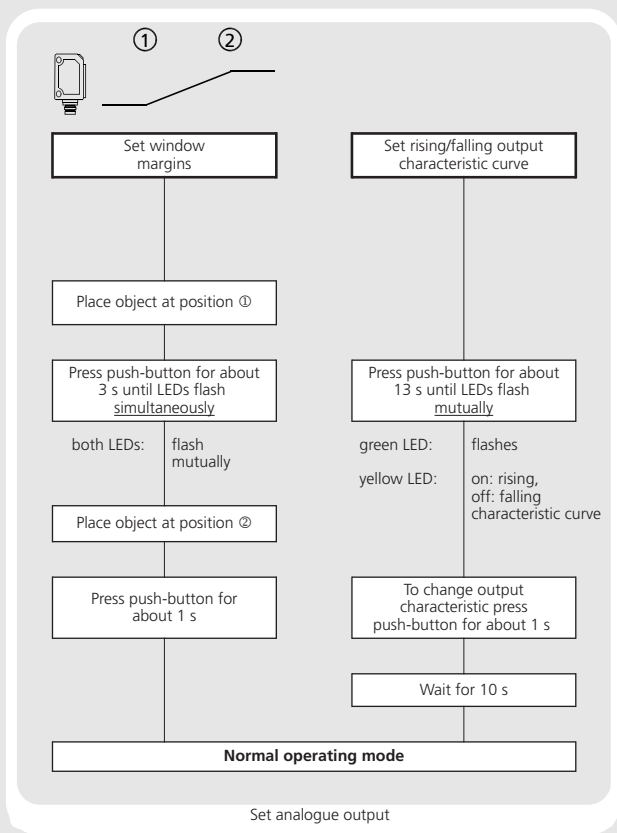 ① ②
Set window
margins
Place object at position ①
Press push-button for about
3 s until LEDs flash
simultaneously
both LEDs: flash
mutually
Place object at position ②
Press push-button for
about 1 s
Set rising/falling output
characteristic curve
Press push-button for about
13 s until LEDs flash
mutually
green LED: flashes
yellow LED: on: rising,
off: falling
characteristic curve
To change output
characteristic press
push-button for about 1 s
Wait for 10 s
Normal operating mode
Set analogue output